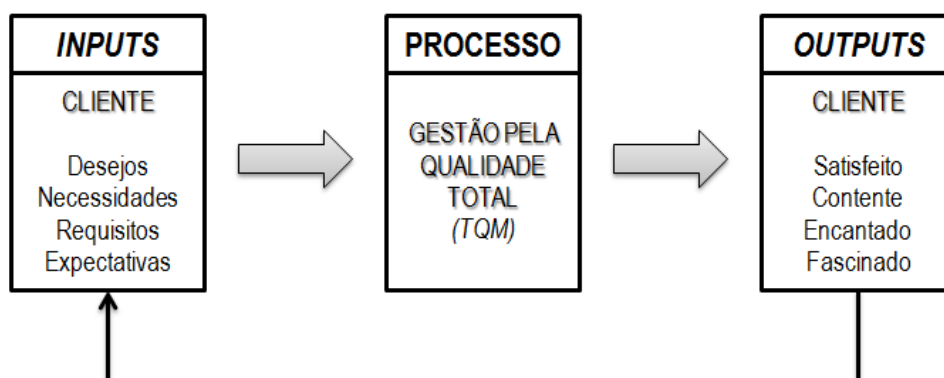 INPUTS
CLIENTE
Desejos
Necessidades
Requisitos
Expectativas
PROCESSO
GESTÃO PELA
QUALIDADE
TOTAL
(TQM)
OUTPUTS
CLIENTE
Satisfeito
Contente
Encantado
Fascinado